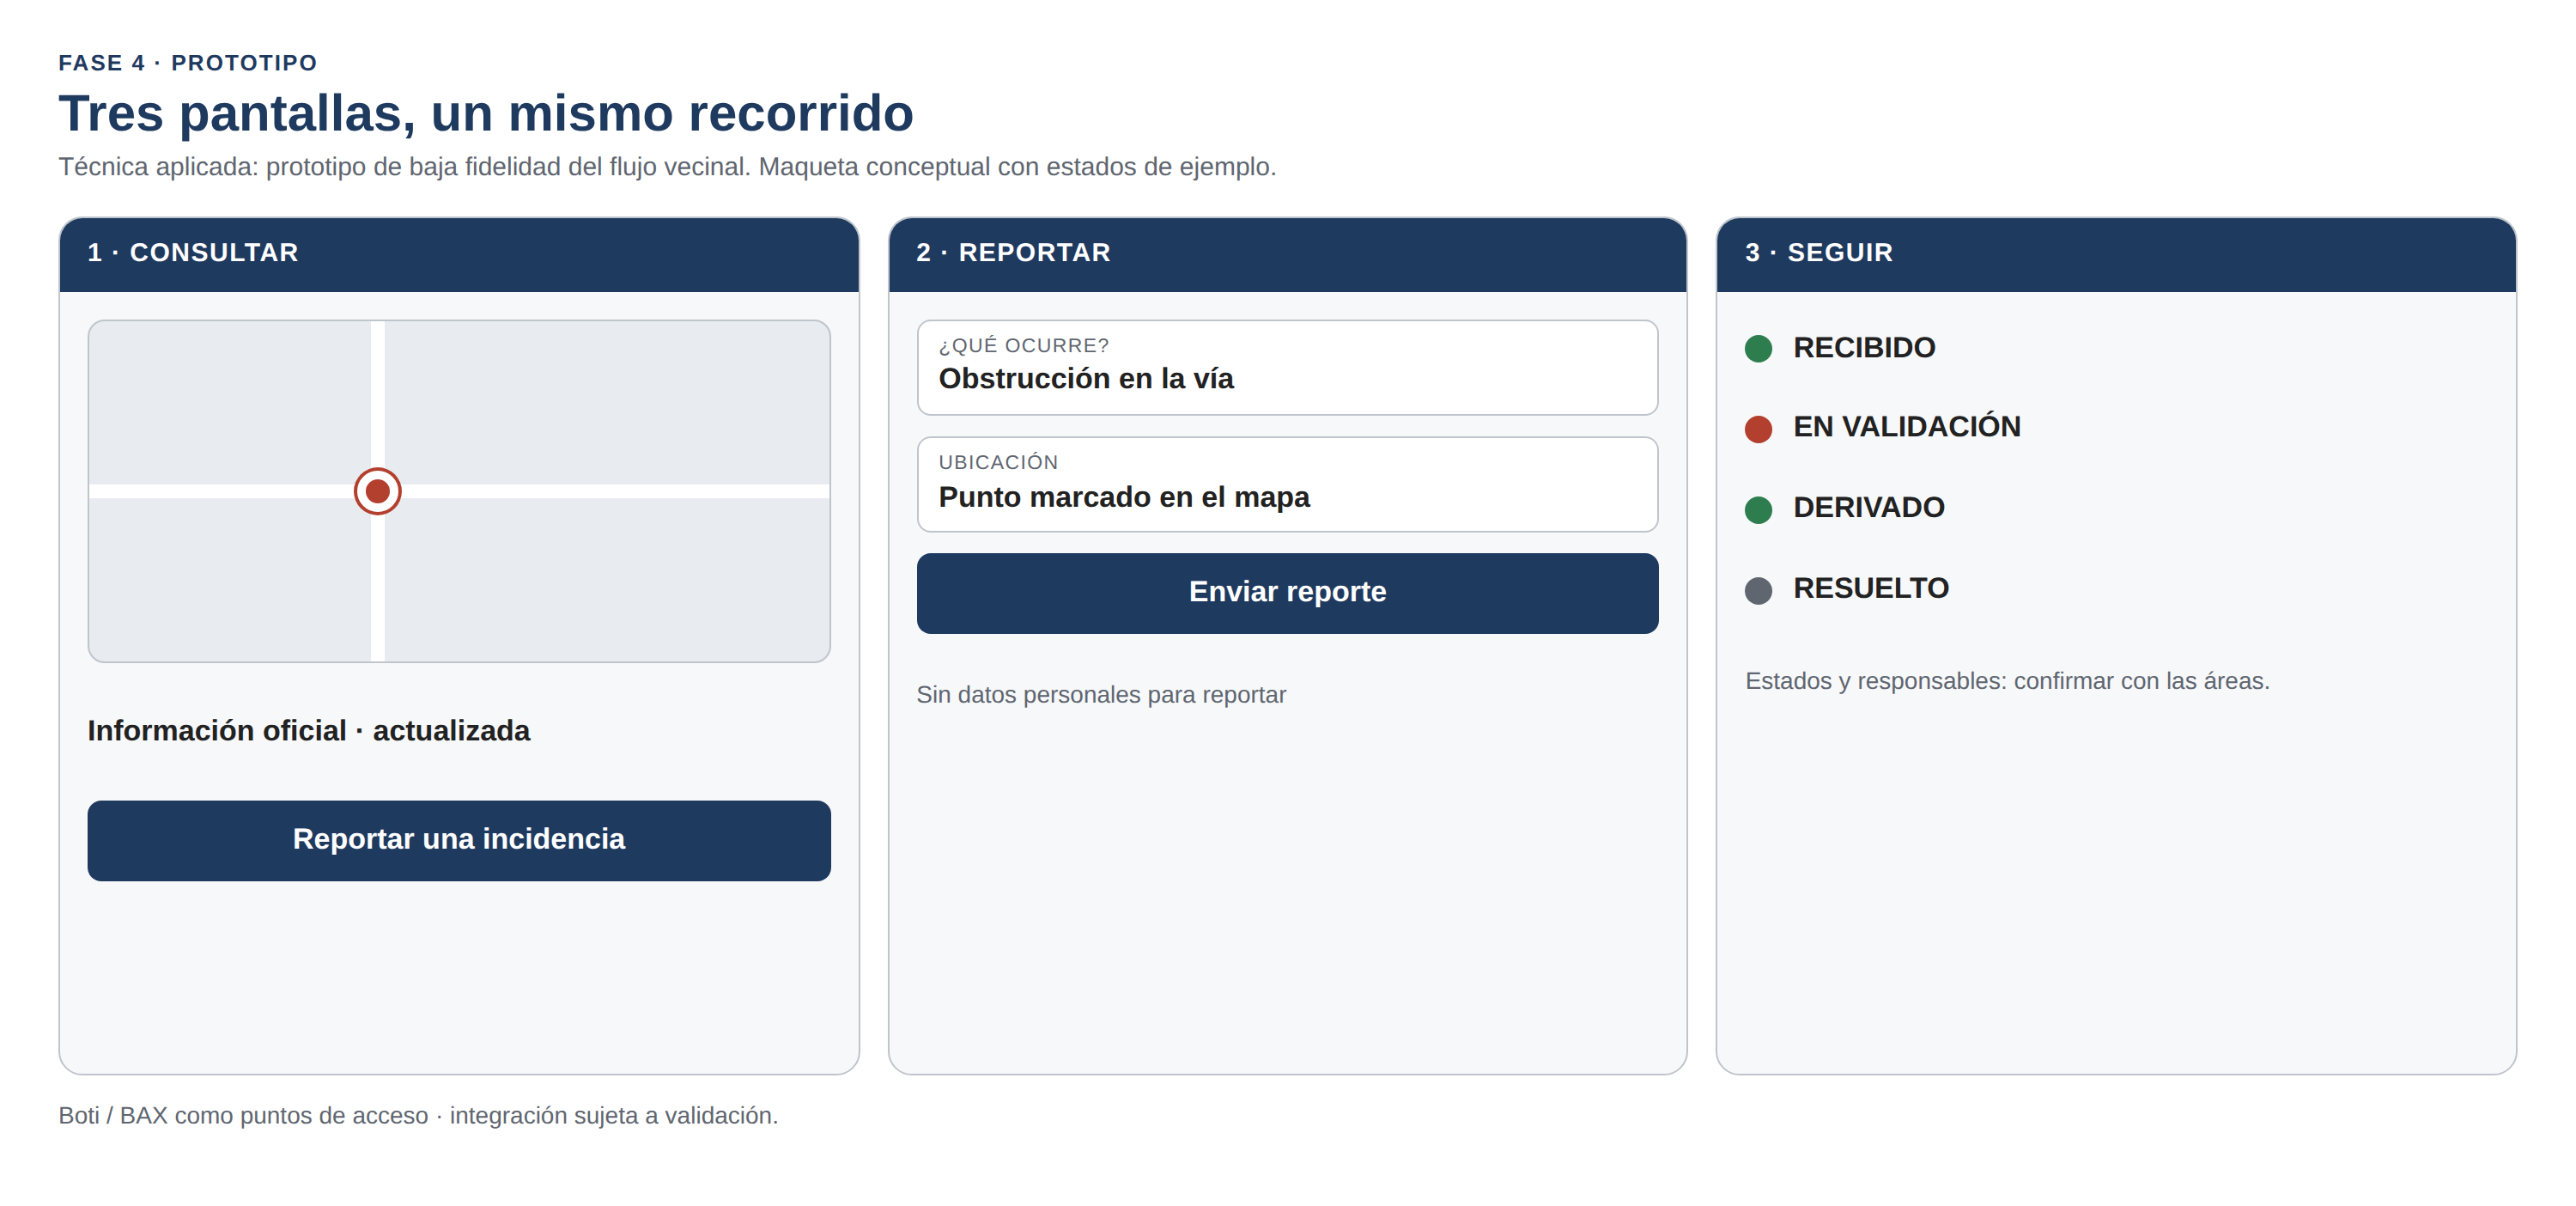 FASE 4 · PROTOTIPO
Tres pantallas, un mismo recorrido
Técnica aplicada: prototipo de baja fidelidad del flujo vecinal. Maqueta conceptual con estados de ejemplo.
1 · CONSULTAR
Información oficial · actualizada
Reportar una incidencia
2 · REPORTAR
¿QUÉ OCURRE?
Obstrucción en la vía
UBICACIÓN
Punto marcado en el mapa
Enviar reporte
Sin datos personales para reportar
3 · SEGUIR
RECIBIDO
EN VALIDACIÓN
DERIVADO
RESUELTO
Estados y responsables: confirmar con las áreas.
Boti / BAX como puntos de acceso · integración sujeta a validación.